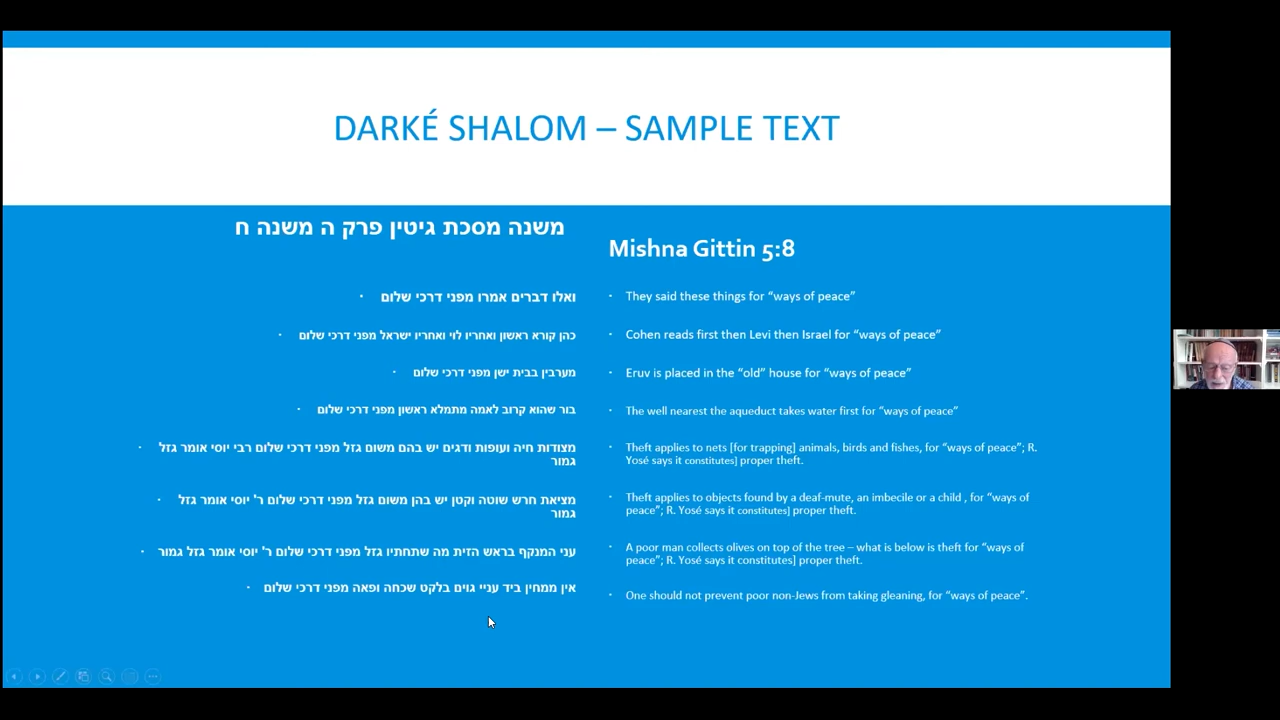 DARKÉ SHALOM – SAMPLE TEXT
משנה מסכת גיטין פרק ה משנה ח
ואלו דברים אמרו מפני דרכי שלום
כהן קורא ראשון ואחריו לוי ואחריו ישראל מפני דרכי שלום
מערבין בבית ישן מפני דרכי שלום
בור שהוא קרוב לאמה מתמלא ראשון מפני דרכי שלום
מצודות חיה ועופות ודגים יש בהם משום גזל מפני דרכי שלום רבי יוסי אומר גזל
גמור
מציאת חרש שוטה וקטן יש בהן משום גזל מפני דרכי שלום ר' יוסי אומר גזל
גמור
עני המנקף בראש הזית מה שתחתיו גזל מפני דרכי שלום ר' יוסי אומר גזל גמור
אין ממחין ביד עניי גוים בלקט שכחה ופאה מפני דרכי שלום
Mishna Gittin 5:8
They said these things for “ways of peace”
Cohen reads first then Levi then Israel for “ways of peace”
Eruv is placed in the “old” house for “ways of peace”
The well nearest the aqueduct takes water first for “ways of peace”
Theft applies to nets [for trapping] animals, birds and fishes, for “ways of peace”; R.
Yosé says it constitutes] proper theft.
Theft applies to objects found by a deaf-mute, an imbecile or a child , for “ways of
peace”; R. Yosé says it constitutes] proper theft.
A poor man collects olives on top of the tree – what is below is theft for “ways of
peace”; R. Yosé says it constitutes] proper theft.
One should not prevent poor non-Jews from taking gleaning, for “ways of peace”.